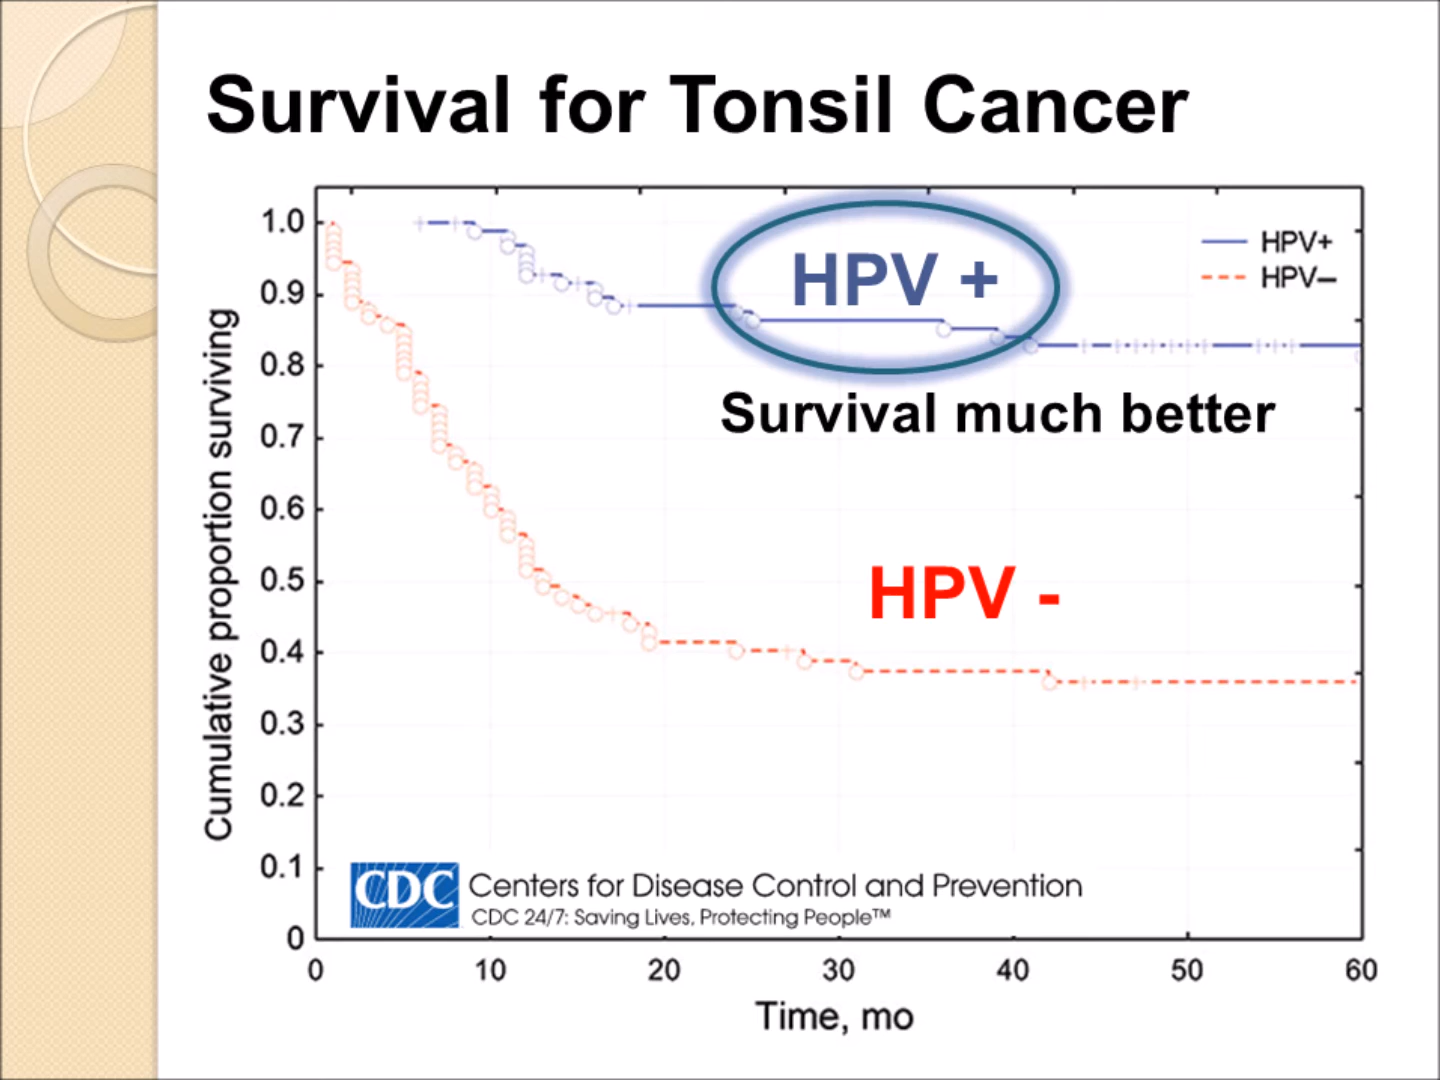 Survival for Tonsil Cancer
HPV+
HPV–
HPV +
Survival much better
HPV -
Cumulative proportion surviving
1.0
0.9
0.8
0.7
0.6
0.5
0.4
0.3
0.2
0.1
0
CDC
Centers for Disease Control and Prevention
CDC 24/7: Saving Lives, Protecting People™
0 10 20 30 40 50 60
Time, mo